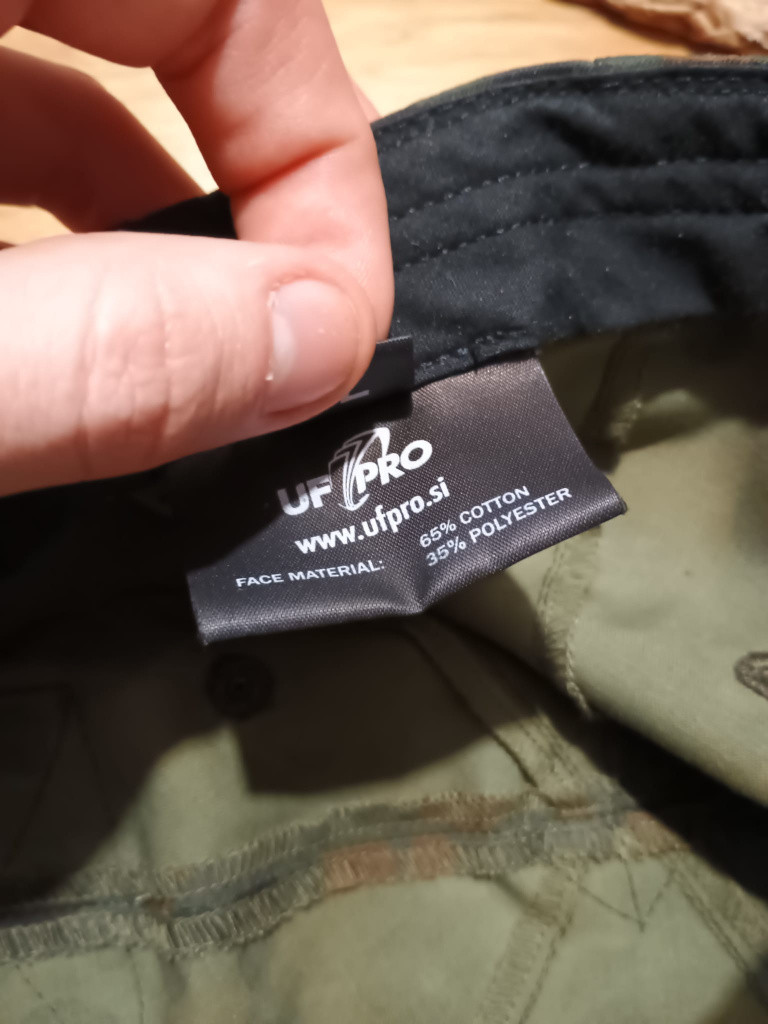 UF PRO
www.ufpro.si
FACE MATERIAL: 65% COTTON
35% POLYESTER